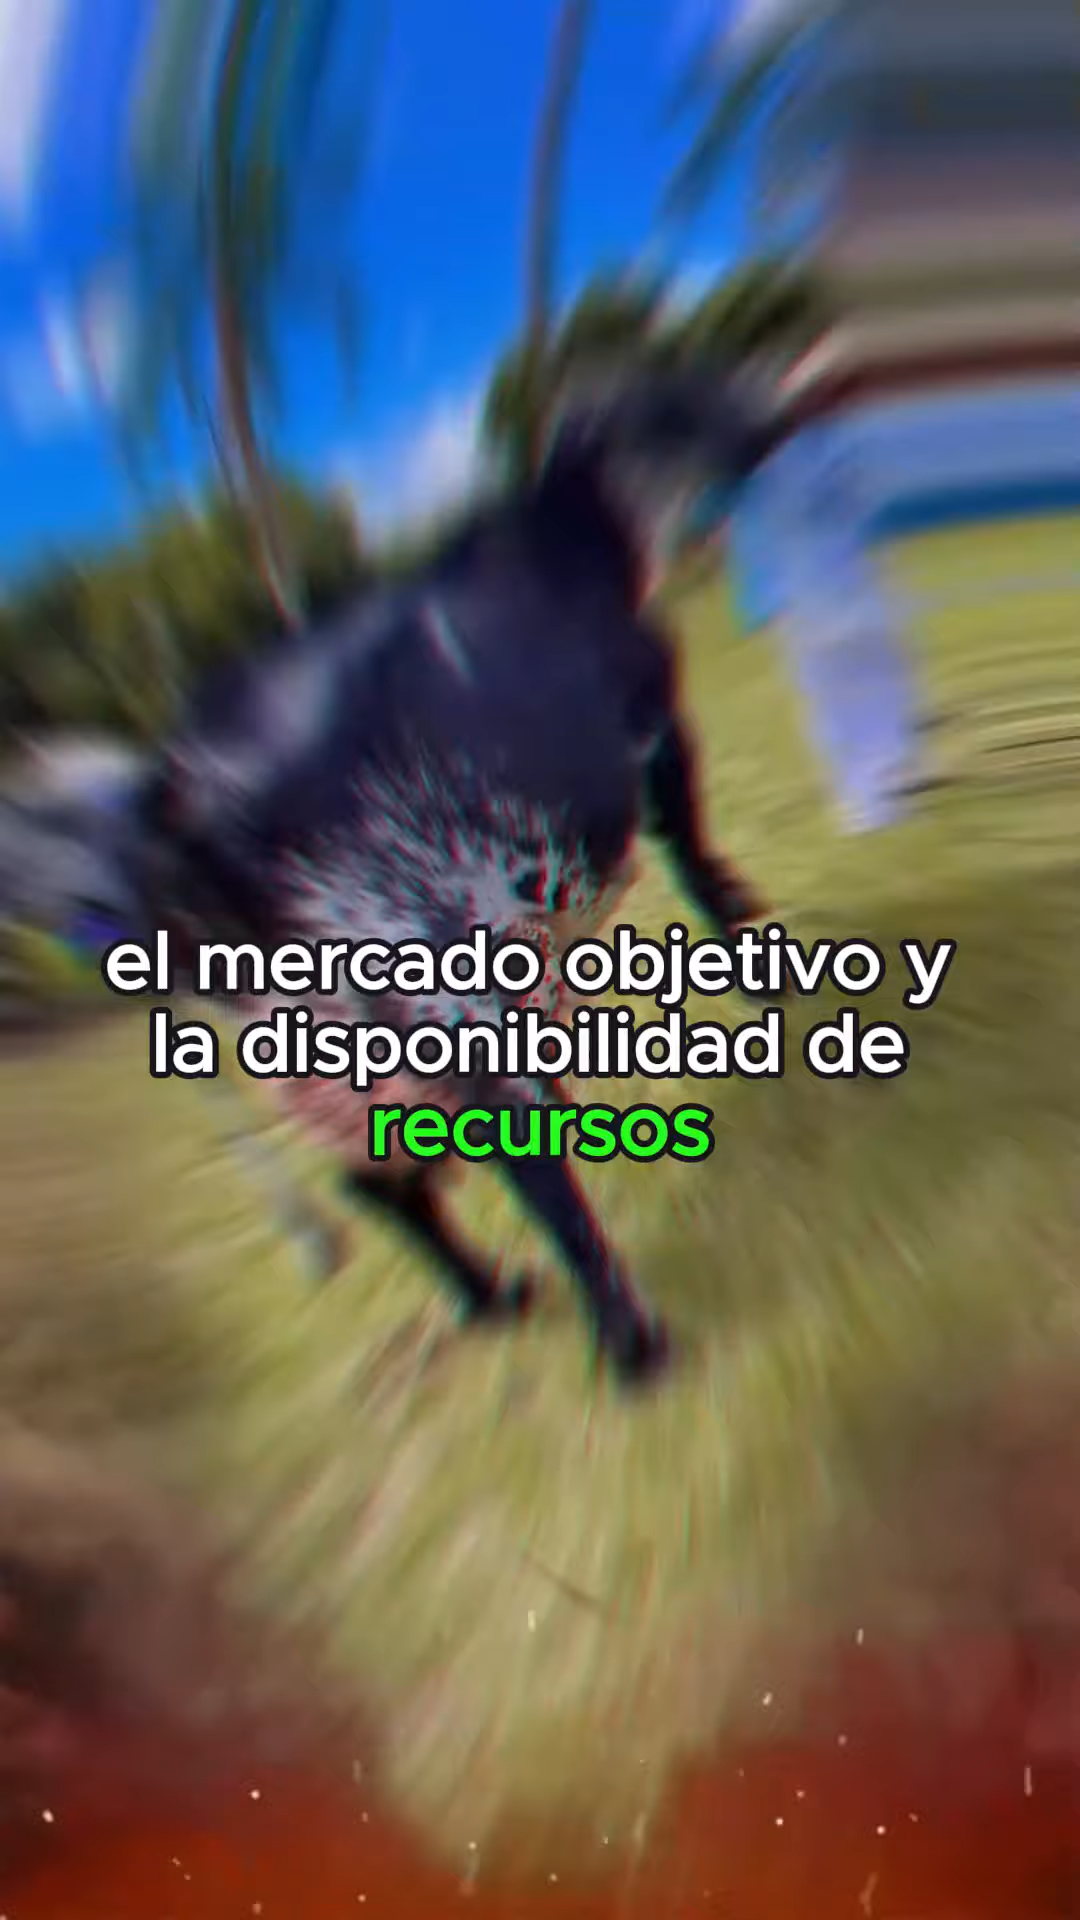 el mercado objetivo y
la disponibilidad de
recursos